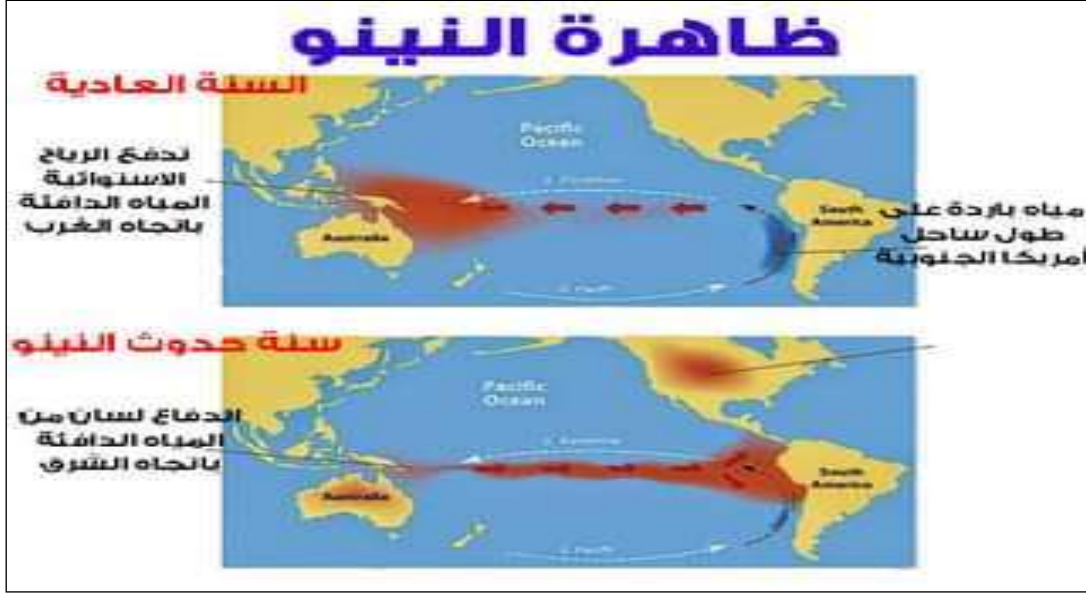 ظاهرة النينو
السنة العادية
Pacific
Ocean
تدفع الرياح
الاستوائية
المياه الدافئة
باتجاه الغرب
Australia
South
America
مياه باردة على
طول ساحل
أمريكا الجنوبية
سنة حدوث النينو
Pacific
Ocean
اندفاع لسان من
المياه الدافئة
باتجاه الشرق
Australia
South
America